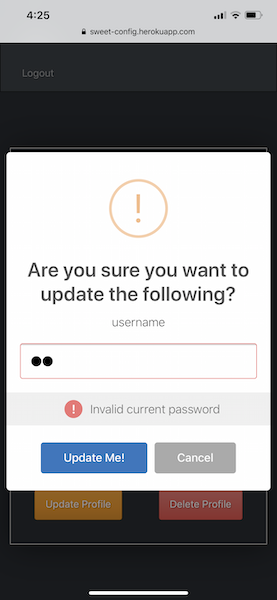 4:25
sweet-config.herokuapp.com
Logout
!
Are you sure you want to
update the following?
username
●●
! Invalid current password
Update Me! Cancel
Update Profile Delete Profile